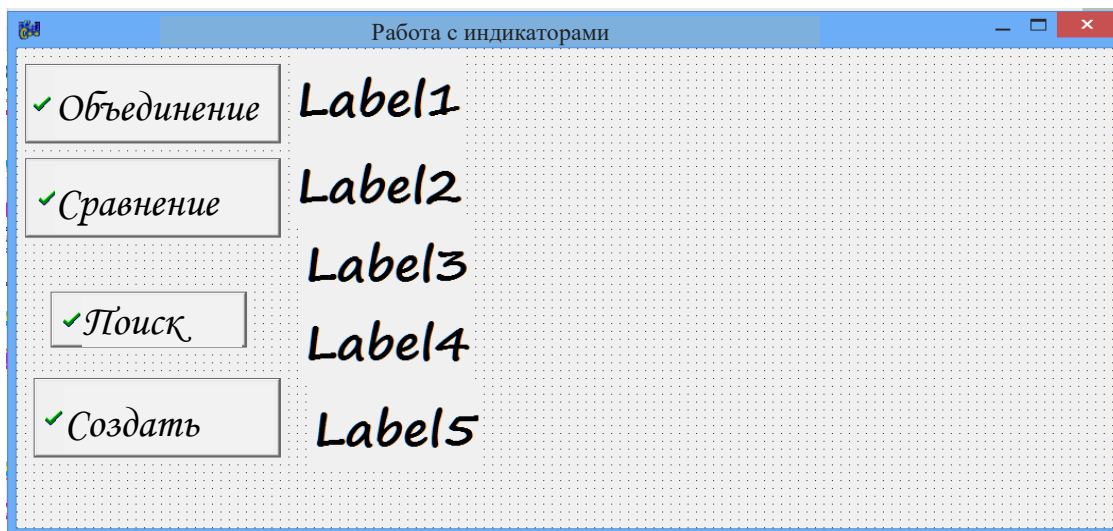 Работа с индикаторами
Объединение
Label1
Сравнение
Label2
Label3
Поиск
Label4
Создать
Label5